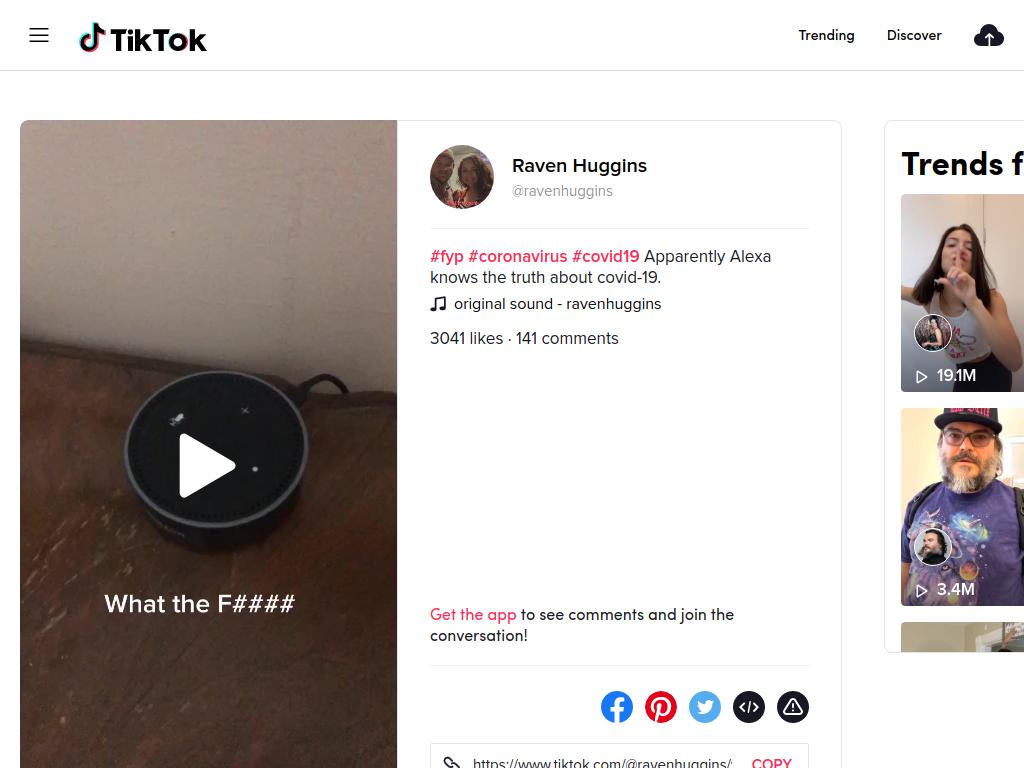 TikTok
Trending
Discover
Raven Huggins
@ravenhuggins
#fyp #coronavirus #covid19 Apparently Alexa
knows the truth about covid-19.
original sound - ravenhuggins
3041 likes · 141 comments
What the F####
Get the app to see comments and join the
conversation!
https://www.tiktok.com/@ravenhuggins/
COPY
Trends f
19.1M
3.4M